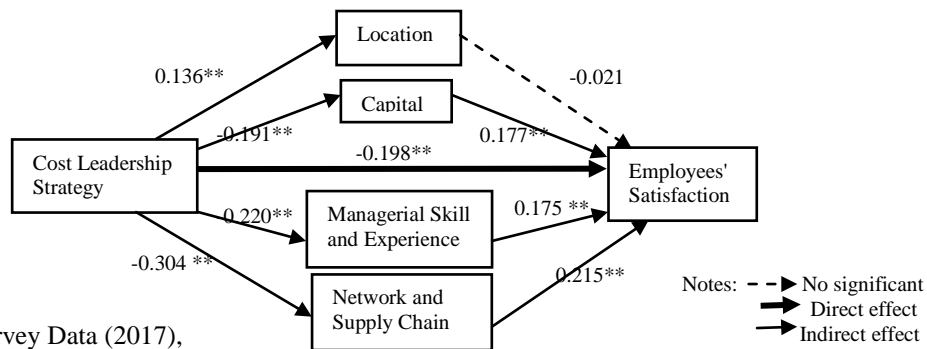 Location
0.136**
-0.021
Capital
-0.191**
0.177**
-0.198**
Cost Leadership
Strategy
Employees'
Satisfaction
0.220**
Managerial Skill
and Experience
0.175 **
-0.304 **
0.215**
Network and
Supply Chain
Notes:
No significant
Direct effect
Indirect effect
rvey Data (2017),